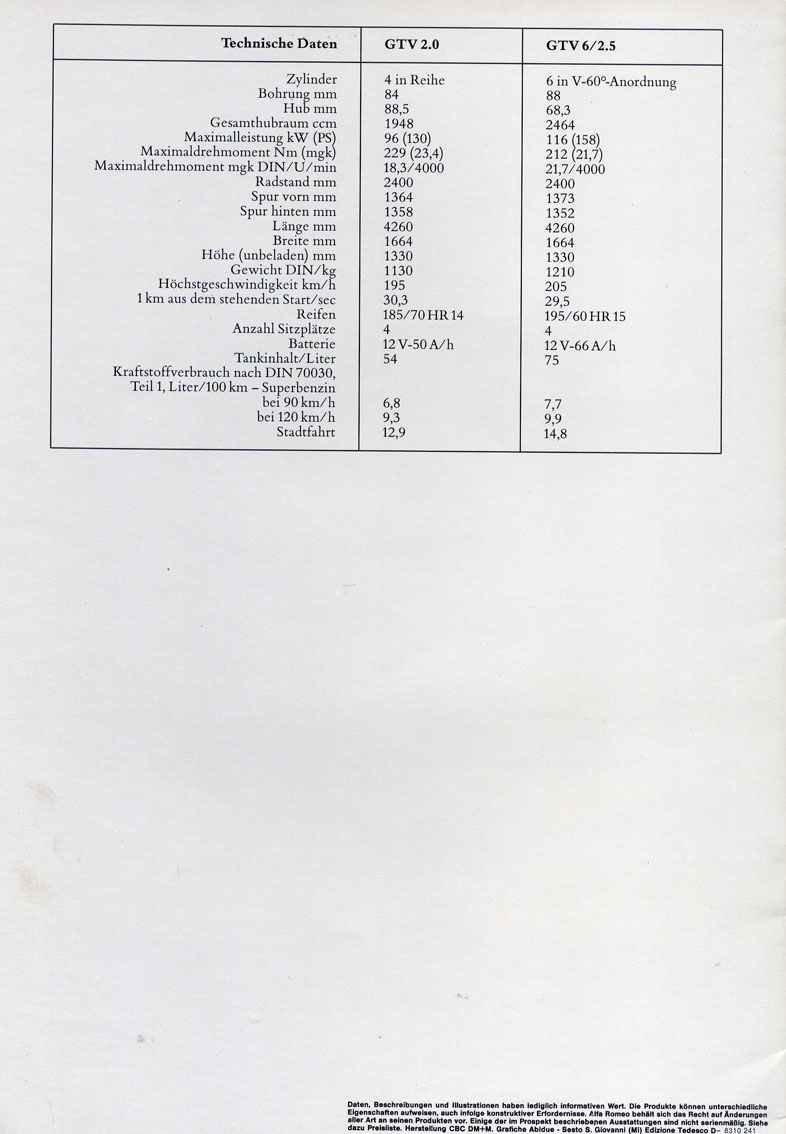 Technische Daten GTV 2.0 GTV 6/2.5
Zylinder 4 in Reihe 6 in V-60°-Anordnung
Bohrung mm 84 88
Hub mm 88,5 68,3
Gesamthubraum ccm 1948 2464
Maximalleistung kW (PS) 96 (130) 116 (158)
Maximaldrehmoment Nm (mgk) 229 (23,4) 212 (21,7)
Maximaldrehmoment mgk DIN/U/min 18,3/4000 21,7/4000
Radstand mm 2400 2400
Spur vorn mm 1364 1373
Spur hinten mm 1358 1352
Länge mm 4260 4260
Breite mm 1664 1664
Höhe (unbeladen) mm 1330 1330
Gewicht DIN/kg 1130 1210
Höchstgeschwindigkeit km/h 195 205
1 km aus dem stehenden Start/sec 30,3 29,5
Reifen 185/70 HR 14 195/60 HR 15
Anzahl Sitzplätze 4 4
Batterie 12 V-50 A/h 12 V-66 A/h
Tankinhalt/Liter 54 75
Kraftstoffverbrauch nach DIN 70030,
Teil 1, Liter/100 km – Superbenzin
bei 90 km/h 6,8 7,7
bei 120 km/h 9,3 9,9
Stadtfahrt 12,9 14,8
Daten, Beschreibungen und Illustrationen haben lediglich informativen Wert. Die Produkte können unterschiedliche
Eigenschaften aufweisen, auch infolge konstruktiver Erfordernisse. Alfa Romeo behält sich das Recht auf Änderungen
aller Art an seinen Produkten vor. Einige der im Prospekt beschriebenen Ausstattungen sind nicht serienmäßig. Siehe
dazu Preisliste. Herstellung CBC DM+M. Grafiche Abidue - Sesto S. Giovanni (MI) Edizione Tedesco D- 8310 241